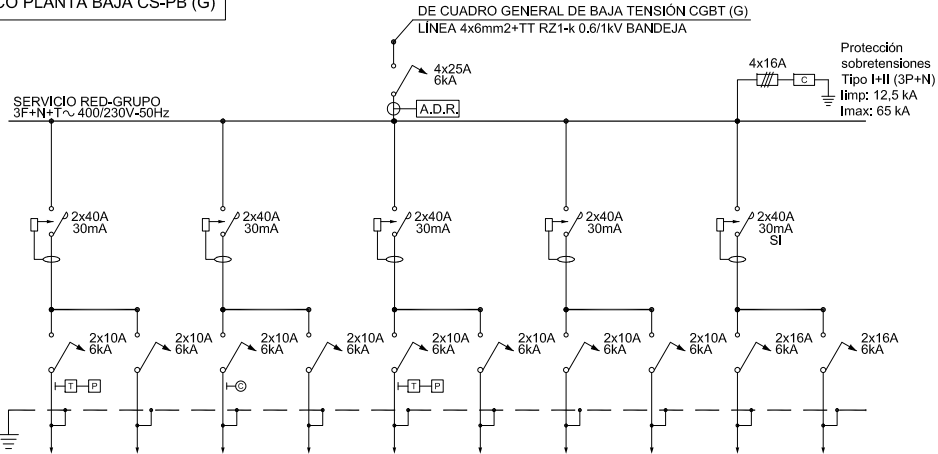 CO PLANTA BAJA CS-PB (G)
DE CUADRO GENERAL DE BAJA TENSIÓN CGBT (G)
LÍNEA 4x6mm2+TT RZ1-k 0.6/1kV BANDEJA
4x25A
6kA
A.D.R.
4x16A
C
Protección
sobretensiones
Tipo I+II (3P+N)
Iimp: 12,5 kA
Imax: 65 kA
SERVICIO RED-GRUPO
3F+N+T~ 400/230V-50Hz
2x40A
30mA
2x40A
30mA
2x40A
30mA
2x40A
30mA
2x40A
30mA
SI
2x10A
6kA
2x10A
6kA
2x10A
6kA
2x10A
6kA
2x10A
6kA
2x10A
6kA
2x10A
6kA
2x10A
6kA
2x16A
6kA
2x16A
6kA
T P
C
T P